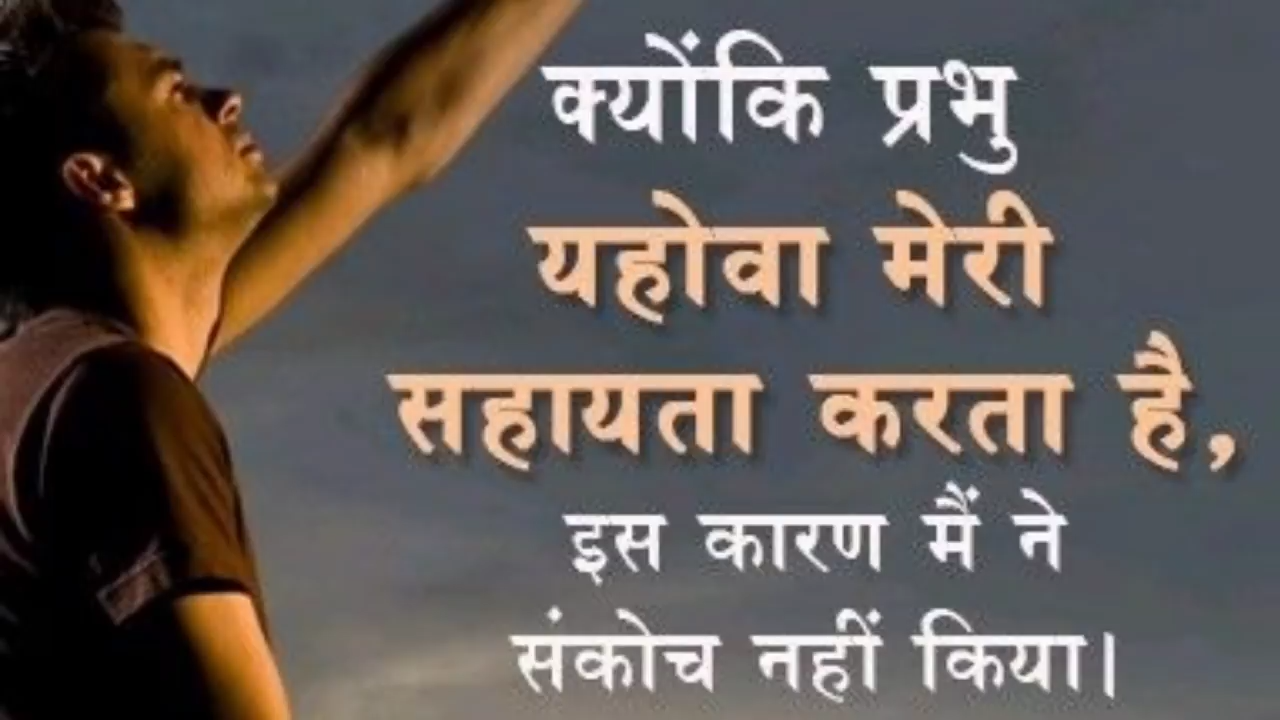 क्योंकि प्रभु
यहोवा मेरी
सहायता करता है,
इस कारण मैं ने
संकोच नहीं किया।